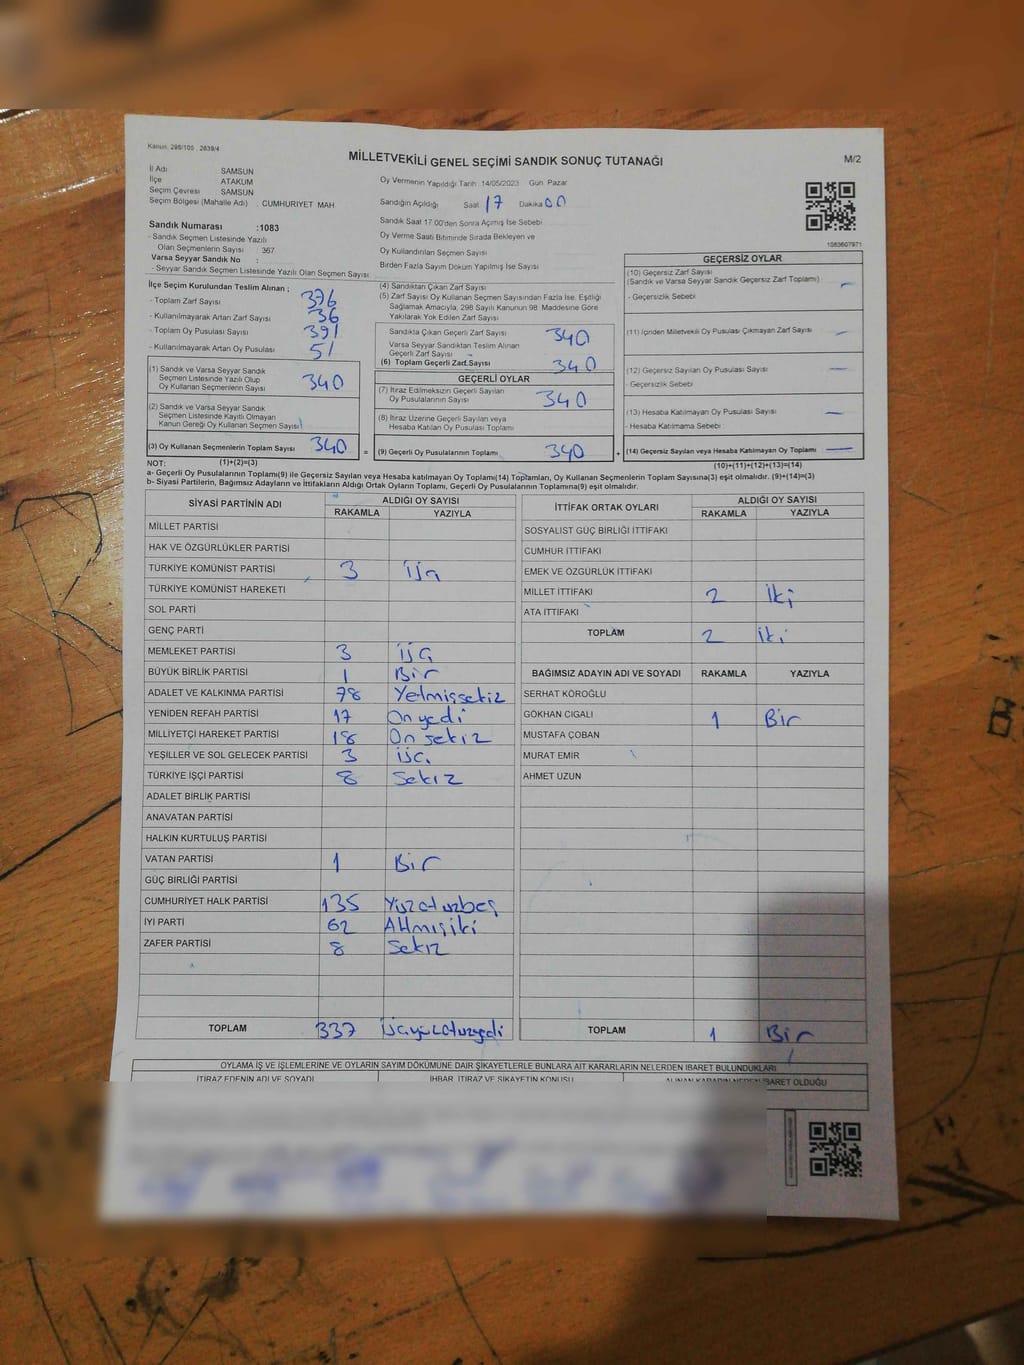 Kanun. 298/105 , 2839/4
MİLLETVEKİLİ GENEL SEÇİMİ SANDIK SONUÇ TUTANAĞI
M/2
İl Adı SAMSUN
İlçe ATAKUM
Seçim Çevresi SAMSUN
Seçim Bölgesi (Mahalle Adı) . CUMHURIYET MAH
Sandık Numarası :1083
- Sandık Seçmen Listesinde Yazılı
Olan Seçmenlerin Sayısı : 367
Varsa Seyyar Sandık No :
- Seyyar Sandık Seçmen Listesinde Yazılı Olan Seçmen Sayısı
Oy Vermenin Yapıldığı Tarih : 14/05/2023 Gün Pazar
Sandığın Açıldığı Saat 17 Dakika 00
Sandık Saat 17.00'den Sonra Açımış İse Sebebi
Oy Verme Saati Bitiminde Sırada Bekleyen ve
Oy Kullandırılan Seçmen Sayısı
Birden Fazla Sayım Döküm Yapılmış İse Sayısı
1083607971
İlçe Seçim Kurulundan Teslim Alınan ;
- Toplam Zarf Sayısı 376
- Kullanılmayarak Artan Zarf Sayısı 36
- Toplam Oy Pusulası Sayısı 391
- Kullanılmayarak Artan Oy Pusulası 51
(1) Sandık ve Varsa Seyyar Sandık
Seçmen Listesinde Yazılı Olup
Oy Kullanan Seçmenlerin Sayısı 340
(2) Sandık ve Varsa Seyyar Sandık
Seçmen Listesinde Kayıtlı Olmayan
Kanun Gereği Oy Kullanan Seçmen Sayısı
(3) Oy Kullanan Seçmenlerin Toplam Sayısı 340
(1)+(2)=(3)
(4) Sandıktan Çıkan Zarf Sayısı
(5) Zarf Sayısı Oy Kullanan Seçmen Sayısından Fazla İse, Eşitliği
Sağlamak Amacıyla, 298 Sayılı Kanunun 98. Maddesine Göre
Yakılarak Yok Edilen Zarf Sayısı
Sandıkta Çıkan Geçerli Zarf Sayısı 340
Varsa Seyyar Sandıktan Teslim Alınan
Geçerli Zarf Sayısı -
(6) Toplam Geçerli Zarf Sayısı 340
GEÇERLİ OYLAR
(7) İtiraz Edilmeksizin Geçerli Sayılan
Oy Pusulalarının Sayısı 340
(8) İtiraz Üzerine Geçerli Sayılan veya
Hesaba Katılan Oy Pusulası Toplamı
= (9) Geçerli Oy Pusulalarının Toplamı 340
GEÇERSİZ OYLAR
(10) Geçersiz Zarf Sayısı
(Sandık ve Varsa Seyyar Sandık Geçersiz Zarf Toplamı) -
- Geçersizlik Sebebi
(11) İçinden Milletvekili Oy Pusulası Çıkmayan Zarf Sayısı -
(12) Geçersiz Sayılan Oy Pusulası Sayısı -
- Geçersizlik Sebebi
(13) Hesaba Katılmayan Oy Pusulası Sayısı -
- Hesaba Katılmama Sebebi :
+ (14) Geçersiz Sayılan veya Hesaba Katılmayan Oy Toplamı -
(10)+(11)+(12)+(13)=(14)
NOT:
a- Geçerli Oy Pusulalarının Toplamı(9) ile Geçersiz Sayılan veya Hesaba katılmayan Oy Toplamı(14) Toplamları, Oy Kullanan Seçmenlerin Toplam Sayısına(3) eşit olmalıdır. (9)+(14)=(3)
b- Siyasi Partilerin, Bağımsız Adayların ve İttifakların Aldığı Ortak Oyların Toplamı, Geçerli Oy Pusulalarının Toplamına(9) eşit olmalıdır.
SİYASİ PARTİNİN ADI ALDIĞI OY SAYISI
RAKAMLA YAZIYLA
MİLLET PARTİSİ
HAK VE ÖZGÜRLÜKLER PARTİSİ
TÜRKİYE KOMÜNİST PARTİSİ 3 üç
TÜRKİYE KOMÜNİST HAREKETİ
SOL PARTİ
GENÇ PARTİ
MEMLEKET PARTİSİ 3 üç
BÜYÜK BİRLİK PARTİSİ 1 Bir
ADALET VE KALKINMA PARTİSİ 78 Yetmişsekiz
YENİDEN REFAH PARTİSİ 17 Onyedi
MİLLİYETÇİ HAREKET PARTİSİ 18 On sekiz
YEŞİLLER VE SOL GELECEK PARTİSİ 3 üç
TÜRKİYE İŞÇİ PARTİSİ 8 Sekiz
ADALET BİRLİK PARTİSİ
ANAVATAN PARTİSİ
HALKIN KURTULUŞ PARTİSİ
VATAN PARTİSİ 1 Bir
GÜÇ BİRLİĞİ PARTİSİ
CUMHURİYET HALK PARTİSİ 135 Yüzotuzbeş
İYİ PARTİ 62 Altmışiki
ZAFER PARTİSİ 8 Sekiz
TOPLAM 337 üçyüzotuzyedi
İTTİFAK ORTAK OYLARI ALDIĞI OY SAYISI
RAKAMLA YAZIYLA
SOSYALİST GÜÇ BİRLİĞİ İTTİFAKI
CUMHUR İTTİFAKI
EMEK VE ÖZGÜRLÜK İTTİFAKI
MİLLET İTTİFAKI 2 iki
ATA İTTİFAKI
TOPLAM 2 iki
BAĞIMSIZ ADAYIN ADI VE SOYADI RAKAMLA YAZIYLA
SERHAT KÖROĞLU
GÖKHAN CIGALI 1 Bir
MUSTAFA ÇOBAN
MURAT EMİR
AHMET UZUN
TOPLAM 1 Bir
OYLAMA İŞ VE İŞLEMLERİNE VE OYLARIN SAYIM DÖKÜMÜNE DAİR ŞİKAYETLERLE BUNLARA AİT KARARLARIN NELERDEN İBARET BULUNDUKLARI
İTİRAZ EDENİN ADI VE SOYADI İHBAR, İTİRAZ VE ŞİKAYETİN KONUSU ALINAN KARARIN NEDEN İBARET OLDUĞU